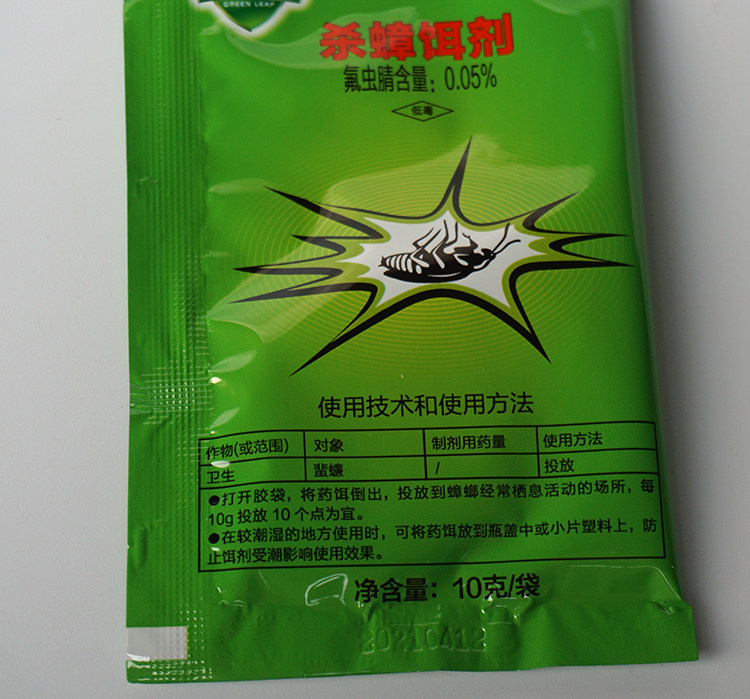 GREEN LEAF
杀蟑饵剂
氟虫腈含量：0.05%
低毒
使用技术和使用方法
作物(或范围) 对象 制剂用药量 使用方法
卫生 蜚蠊 / 投放
●打开胶袋，将药饵倒出，投放到蟑螂经常栖息活动的场所，每
10g投放10个点为宜。
●在较潮湿的地方使用时，可将药饵放到瓶盖中或小片塑料上，防
止饵剂受潮影响使用效果。
净含量：10克/袋
20210412